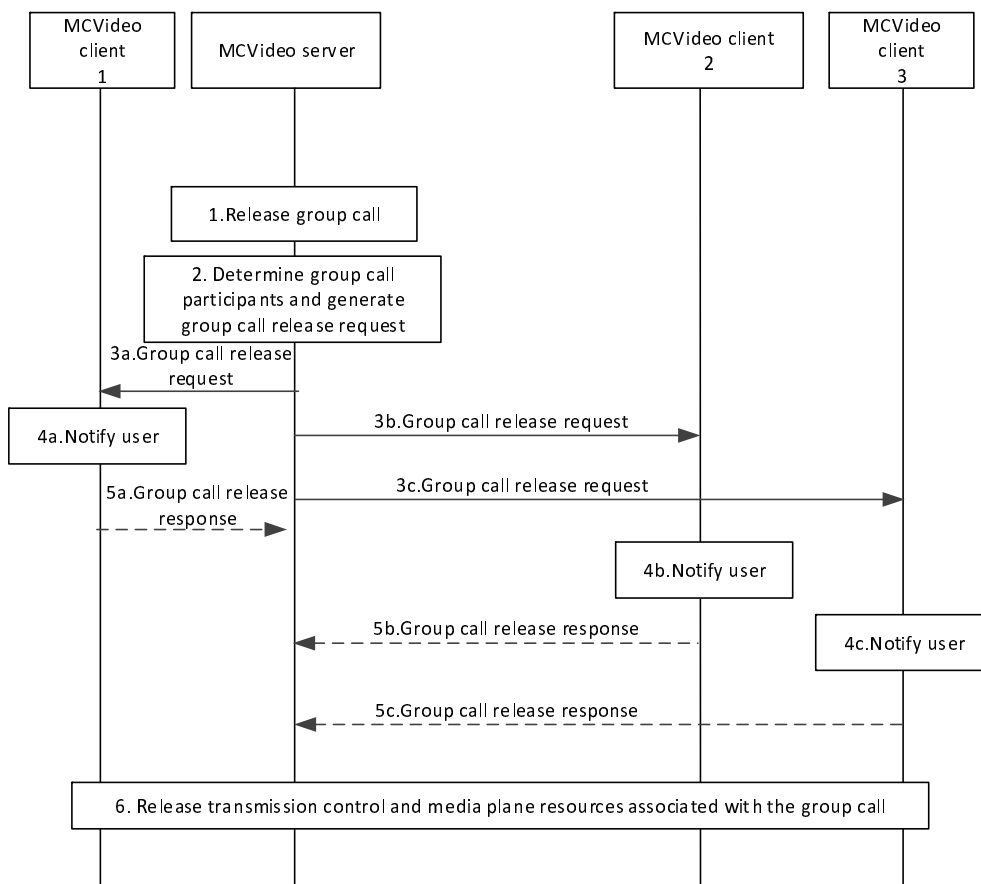 MCVideo
client
1
MCVideo server
MCVideo client
2
MCVideo
client
3
1.Release group call
2. Determine group call
participants and generate
group call release request
3a.Group call release
request
4a.Notify user
3b.Group call release request
5a.Group call release
response
3c.Group call release request
4b.Notify user
5b.Group call release response
4c.Notify user
5c.Group call release response
6. Release transmission control and media plane resources associated with the group call